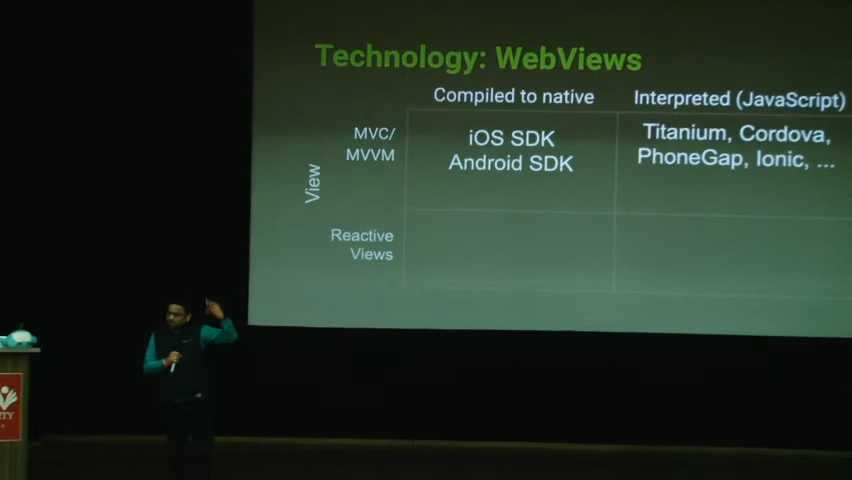 Technology: WebViews
Compiled to native
Interpreted (JavaScript)
MVC/
MVVM
iOS SDK
Android SDK
Titanium, Cordova,
PhoneGap, Ionic, ...
View
Reactive
Views